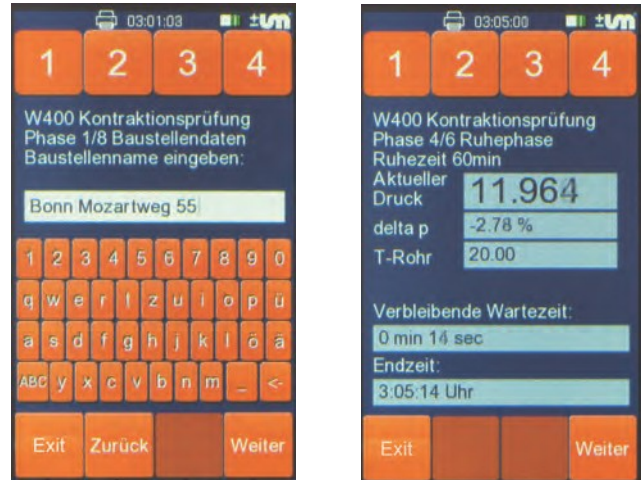 03:01:03
1 2 3 4
W400 Kontraktionsprüfung
Phase 1/8 Baustellendaten
Baustellenname eingeben:
Bonn Mozartweg 55
1 2 3 4 5 6 7 8 9 0
q w e r t z u i o p ü
a s d f g h j k l ö ä
ABC y x c v b n m _ <-
Exit Zurück Weiter
03:05:00
1 2 3 4
W400 Kontraktionsprüfung
Phase 4/6 Ruhephase
Ruhezeit 60min
Aktueller
Druck 11.964
delta p -2.78 %
T-Rohr 20.00
Verbleibende Wartezeit:
0 min 14 sec
Endzeit:
3:05:14 Uhr
Exit Weiter